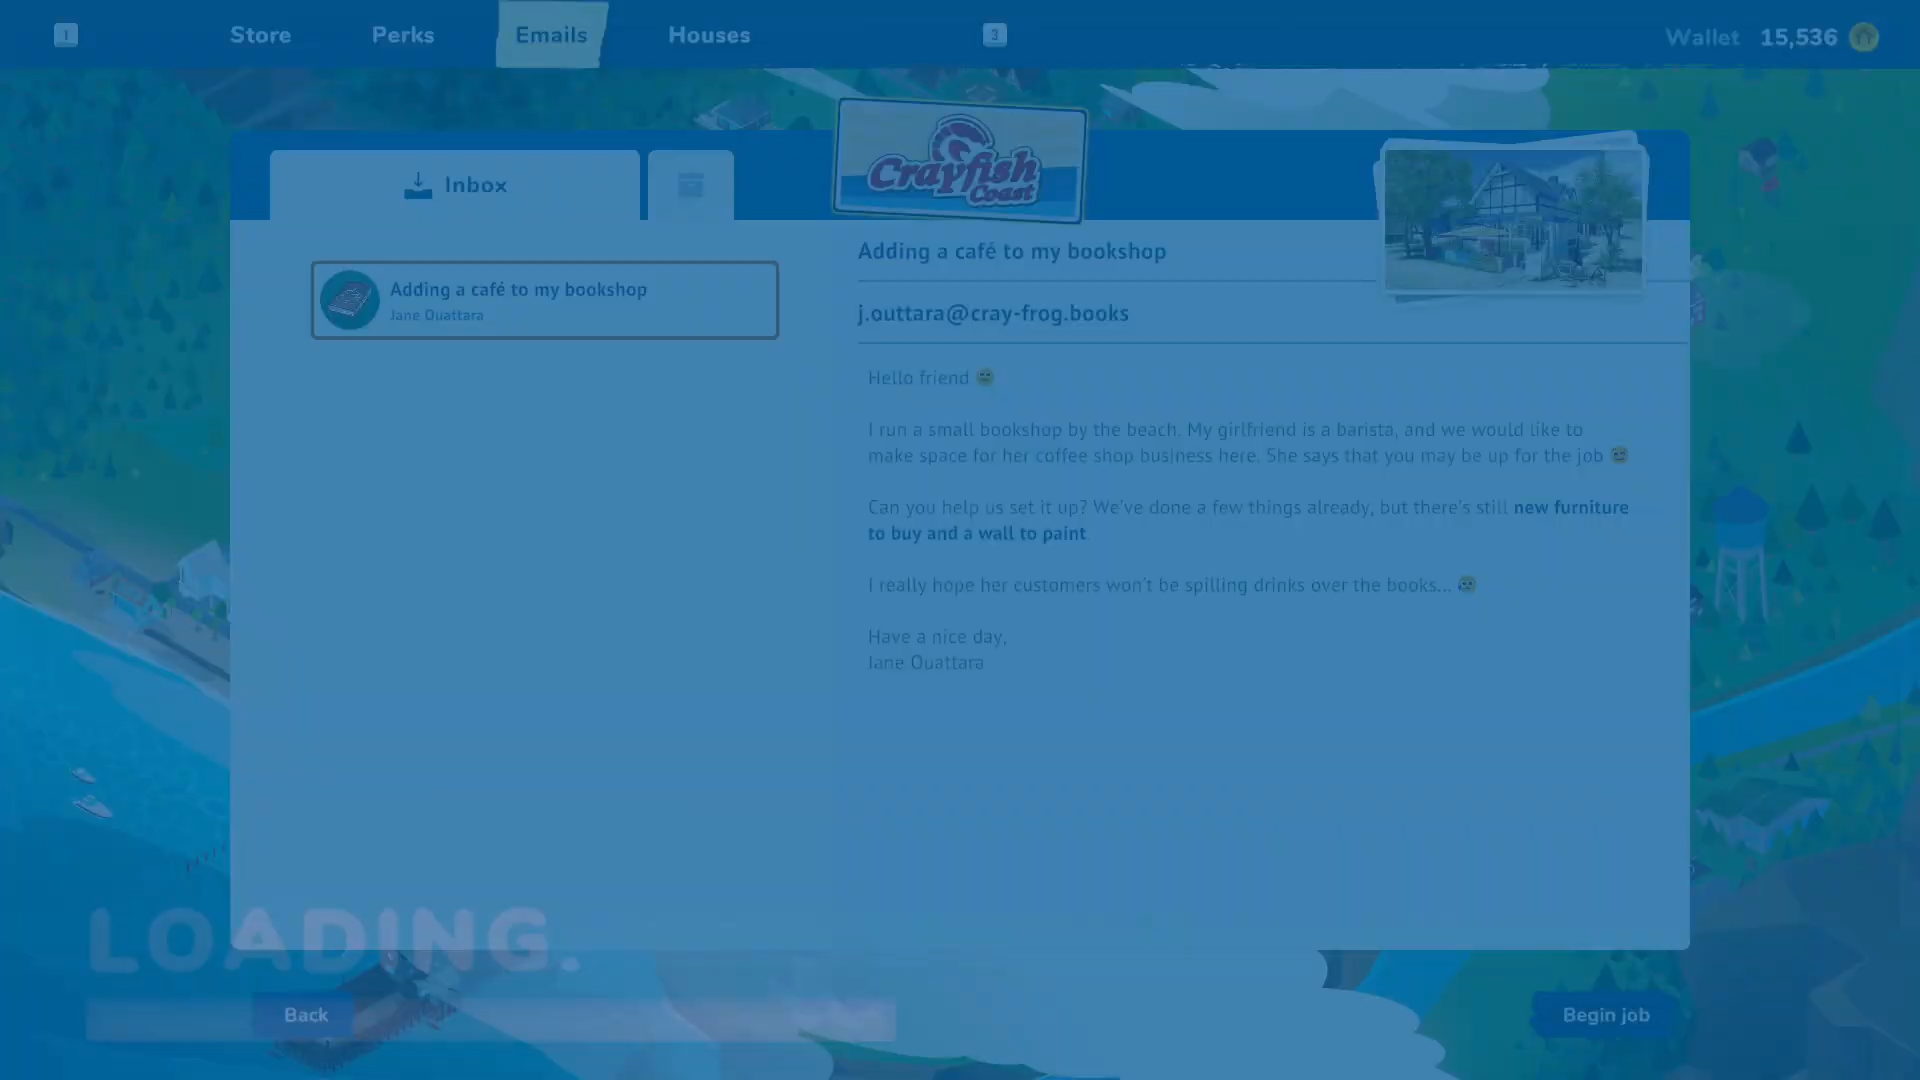 1
Store
Perks
Emails
Houses
3
Wallet 15,536
Inbox
Crayfish
Coast
Adding a café to my bookshop
Jane Ouattara
Adding a café to my bookshop
j.outtara@cray-frog.books
Hello friend
I run a small bookshop by the beach. My girlfriend is a barista, and we would like to
make space for her coffee shop business here. She says that you may be up for the job
Can you help us set it up? We've done a few things already, but there's still new furniture
to buy and a wall to paint.
I really hope her customers won't be spilling drinks over the books...
Have a nice day,
Jane Ouattara
LOADING.
Back
Begin job